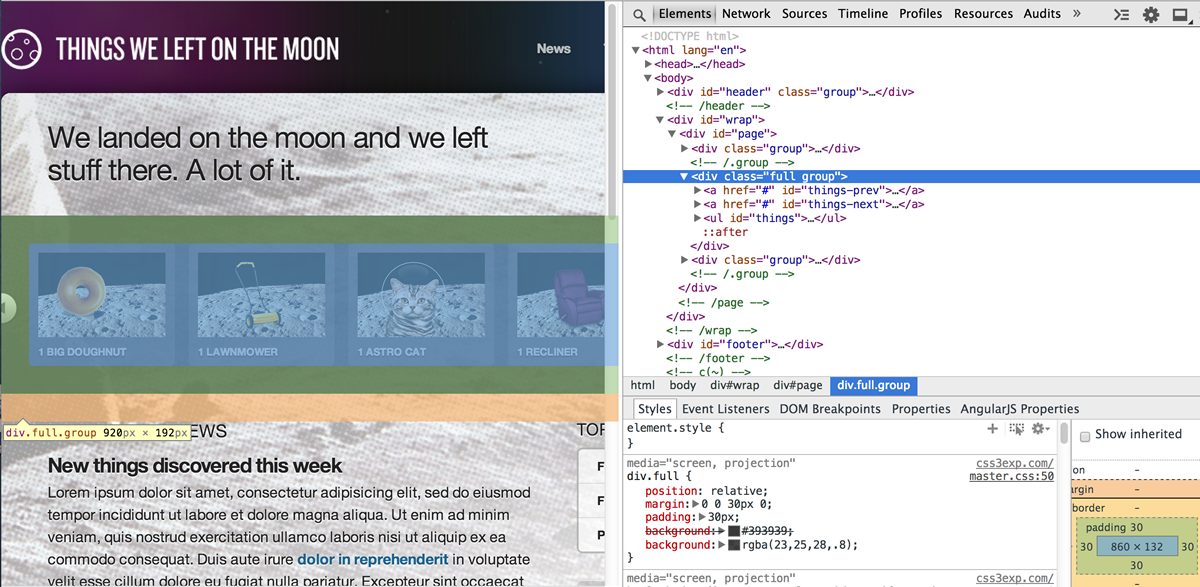 THINGS WE LEFT ON THE MOON
News
We landed on the moon and we left
stuff there. A lot of it.
1 BIG DOUGHNUT
1 LAWNMOWER
1 ASTRO CAT
1 RECLINER
div.full.group 920px × 192px
EWS
New things discovered this week
Lorem ipsum dolor sit amet, consectetur adipisicing elit, sed do eiusmod
tempor incididunt ut labore et dolore magna aliqua. Ut enim ad minim
veniam, quis nostrud exercitation ullamco laboris nisi ut aliquip ex ea
commodo consequat. Duis aute irure dolor in reprehenderit in voluptate
velit esse cillum dolore eu fugiat nulla pariatur. Excepteur sint occaecat
TOP
F
F
P
Elements Network Sources Timeline Profiles Resources Audits »
<!DOCTYPE html>
▼<html lang="en">
▶<head>…</head>
▼<body>
▶<div id="header" class="group">…</div>
<!-- /header -->
▼<div id="wrap">
▼<div id="page">
▶<div class="group">…</div>
<!-- /.group -->
▼<div class="full group">
▶<a href="#" id="things-prev">…</a>
▶<a href="#" id="things-next">…</a>
▶<ul id="things">…</ul>
::after
</div>
▶<div class="group">…</div>
<!-- /.group -->
</div>
<!-- /page -->
</div>
<!-- /wrap -->
▶<div id="footer">…</div>
<!-- /footer -->
<!-- c(~) -->
html body div#wrap div#page div.full.group
Styles Event Listeners DOM Breakpoints Properties AngularJS Properties
element.style {
}
media="screen, projection" css3exp.com/
div.full { master.css:50
position: relative;
margin:▶0 0 30px 0;
padding:▶30px;
background:▶#393939;
background:▶rgba(23,25,28,.8);
}
media="screen, projection" css3exp.com/
Show inherited
on -
argin -
border -
padding 30
30 860 × 132 30
30
-